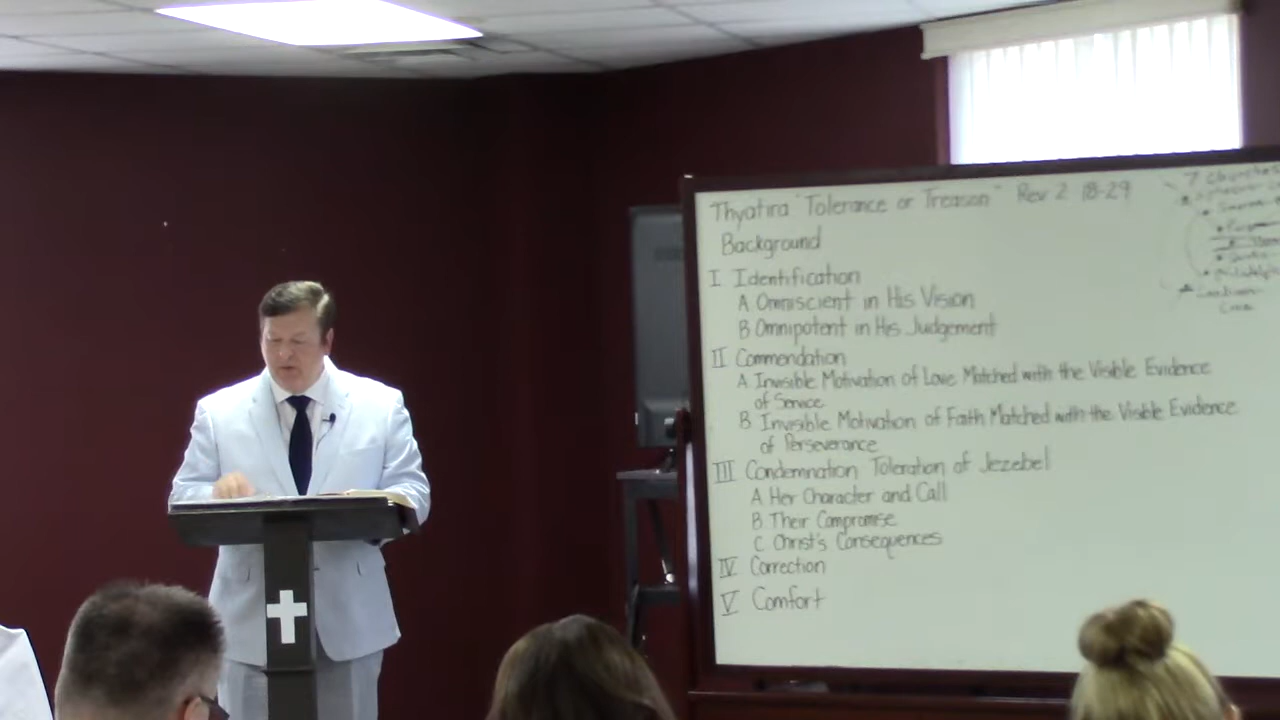 Thyatira "Tolerance or Treason" Rev 2 18-29
Background
I Identification
A Omniscient in His Vision
B Omnipotent in His Judgement
II Commendation
A Invisible Motivation of Love Matched with the Visible Evidence
of Service
B Invisible Motivation of Faith Matched with the Visible Evidence
of Perseverance
III Condemnation Toleration of Jezebel
A Her Character and Call
B Their Compromise
C Christ's Consequences
IV Correction
V Comfort
7 Churches